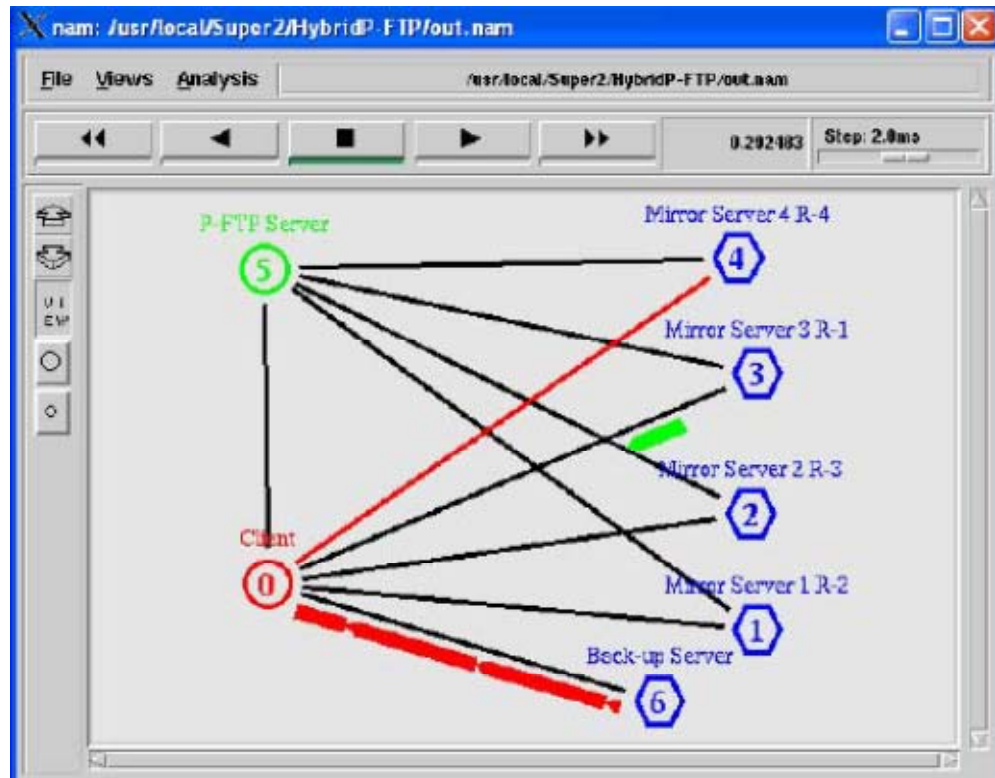 nam: /usr/local/Super2/HybridP-FTP/out.nam
File Views Analysis /usr/local/Super2/HybridP-FTP/out.nam
0.292483 Step: 2.0ms
P-FTP Server
5
Mirror Server 4 R-4
4
Mirror Server 3 R-1
3
VI
EW
Mirror Server 2 R-3
2
Client
0
Mirror Server 1 R-2
1
Back-up Server
6